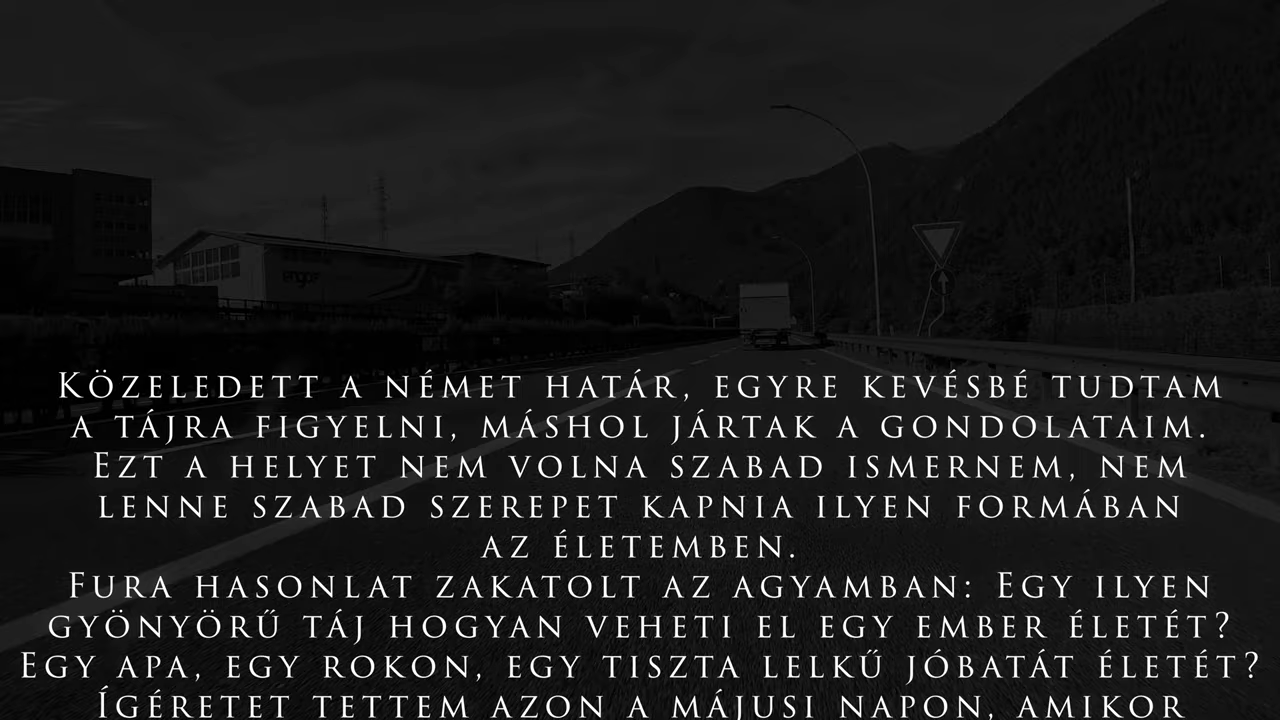 Közeledett a német határ, egyre kevésbé tudtam
a tájra figyelni, máshol jártak a gondolataim.
Ezt a helyet nem volna szabad ismernem, nem
lenne szabad szerepet kapnia ilyen formában
az életemben.
Fura hasonlat zakatolt az agyamban: Egy ilyen
gyönyörű táj hogyan veheti el egy ember életét?
Egy apa, egy rokon, egy tiszta lelkű jóbatát életét?
Ígéretet tettem azon a májusi napon, amikor